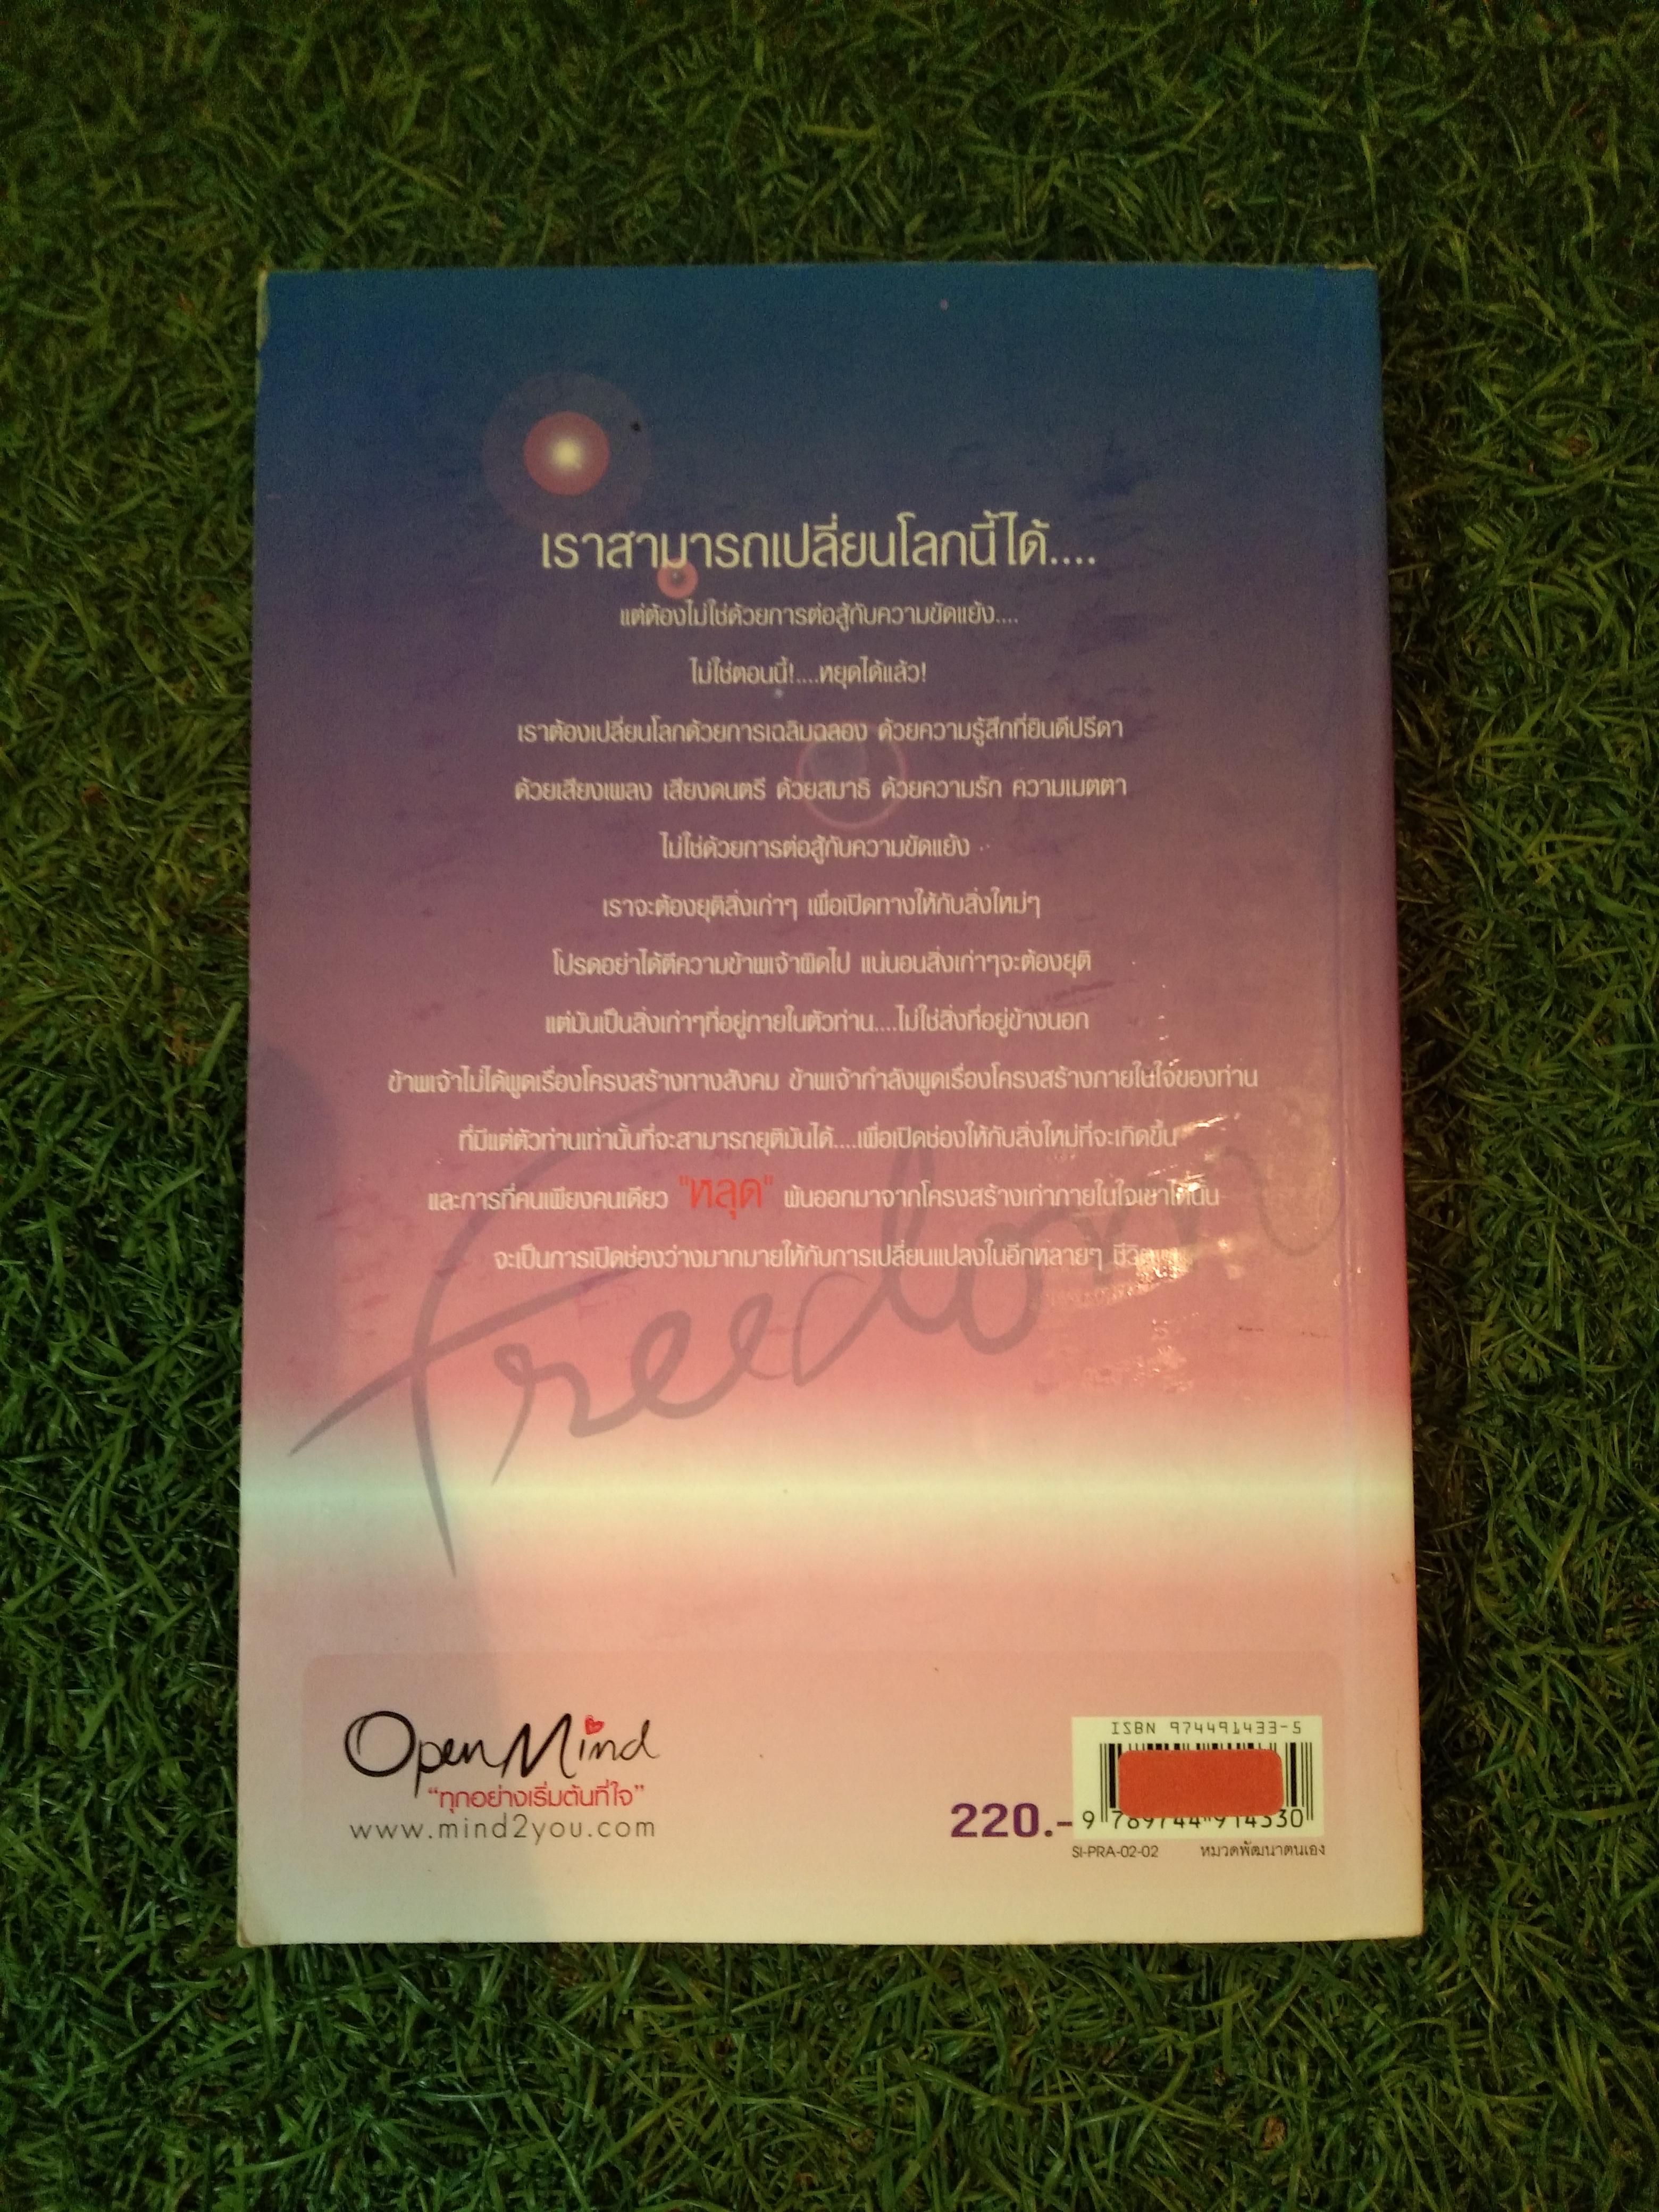 เราสามารถเปลี่ยนโลกนี้ได้....
แต่ต้องไม่ใช่ด้วยการต่อสู้กับความขัดแย้ง....
ไม่ใช่ตอนนี้!....หยุดได้แล้ว!
เราต้องเปลี่ยนโลกด้วยการเฉลิมฉลอง ด้วยความรู้สึกที่ยินดีปรีดา
ด้วยเสียงเพลง เสียงดนตรี ด้วยสมาธิ ด้วยความรัก ความเมตตา
ไม่ใช่ด้วยการต่อสู้กับความขัดแย้ง
เราจะต้องยุติสิ่งเก่าๆ เพื่อเปิดทางให้กับสิ่งใหม่ๆ
โปรดอย่าได้ตีความข้าพเจ้าผิดไป แน่นอนสิ่งเก่าๆจะต้องยุติ
แต่มันเป็นสิ่งเก่าๆที่อยู่ภายในตัวท่าน....ไม่ใช่สิ่งที่อยู่ข้างนอก
ข้าพเจ้าไม่ได้พูดเรื่องโครงสร้างทางสังคม ข้าพเจ้ากำลังพูดเรื่องโครงสร้างภายในใจของท่าน
ที่มีแต่ตัวท่านเท่านั้นที่จะสามารถยุติมันได้....เพื่อเปิดช่องให้กับสิ่งใหม่ที่จะเกิดขึ้น
และการที่คนเพียงคนเดียว "หลุด" พ้นออกมาจากโครงสร้างเก่าภายในใจเขาได้นั้น
จะเป็นการเปิดช่องว่างมากมายให้กับการเปลี่ยนแปลงในอีกหลายๆ ชีวิต
Freedom
Open Mind
"ทุกอย่างเริ่มต้นที่ใจ"
www.mind2you.com
ISBN 974491433-5
220.-
9 789744 914330
SI-PRA-02-02 หมวดพัฒนาตนเอง